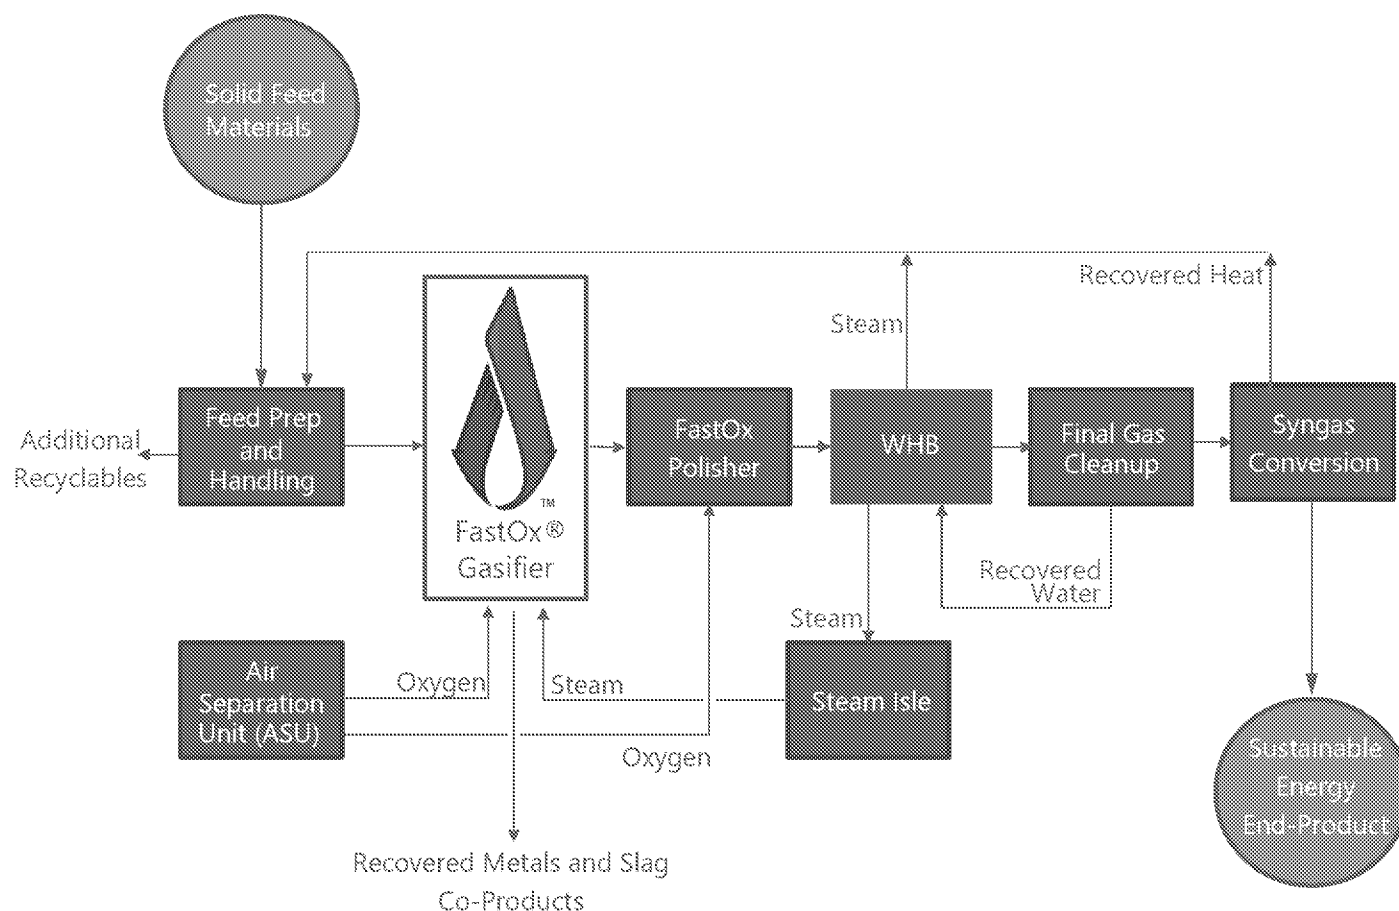 Solid Feed
Materials
Recovered Heat
Steam
Feed Prep
and
Handling
Additional
Recyclables
™
FastOx®
Gasifier
FastOx
Polisher
WHB
Final Gas
Cleanup
Syngas
Conversion
Recovered
Water
Steam
Air
Separation
Unit (ASU)
Oxygen
Steam
Oxygen
Steam Isle
Sustainable
Energy
End-Product
Recovered Metals and Slag
Co-Products